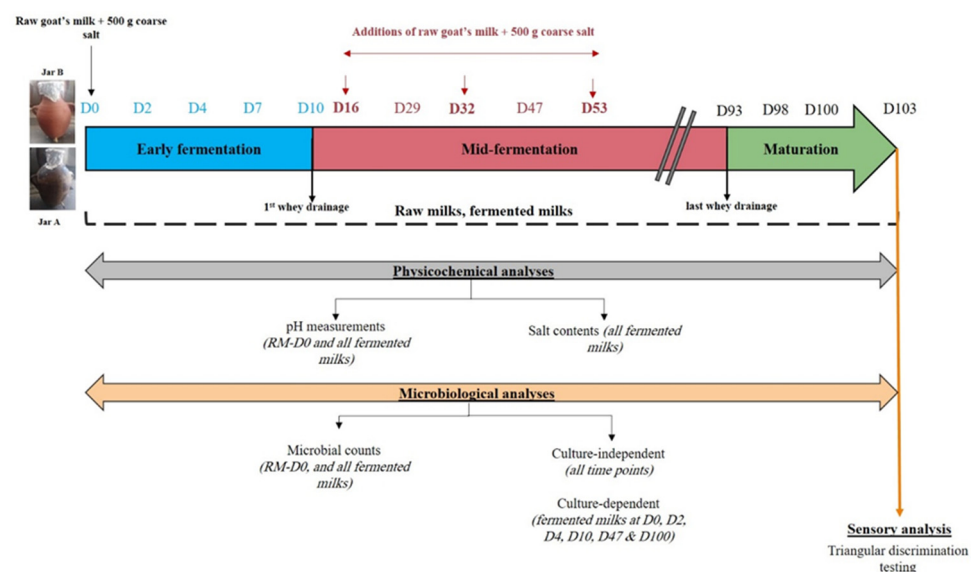 Raw goat's milk + 500 g coarse
salt
Additions of raw goat's milk + 500 g coarse salt
Jar B
D0 D2 D4 D7 D10 D16 D29 D32 D47 D53 D93 D98 D100 D103
Early fermentation Mid-fermentation Maturation
Jar A
1st whey drainage last whey drainage
Raw milks, fermented milks
Physicochemical analyses
pH measurements
(RM-D0 and all fermented
milks)
Salt contents (all fermented
milks)
Microbiological analyses
Microbial counts
(RM-D0, and all fermented
milks)
Culture-independent
(all time points)
Culture-dependent
(fermented milks at D0, D2,
D4, D10, D47 & D100)
Sensory analysis
Triangular discrimination
testing